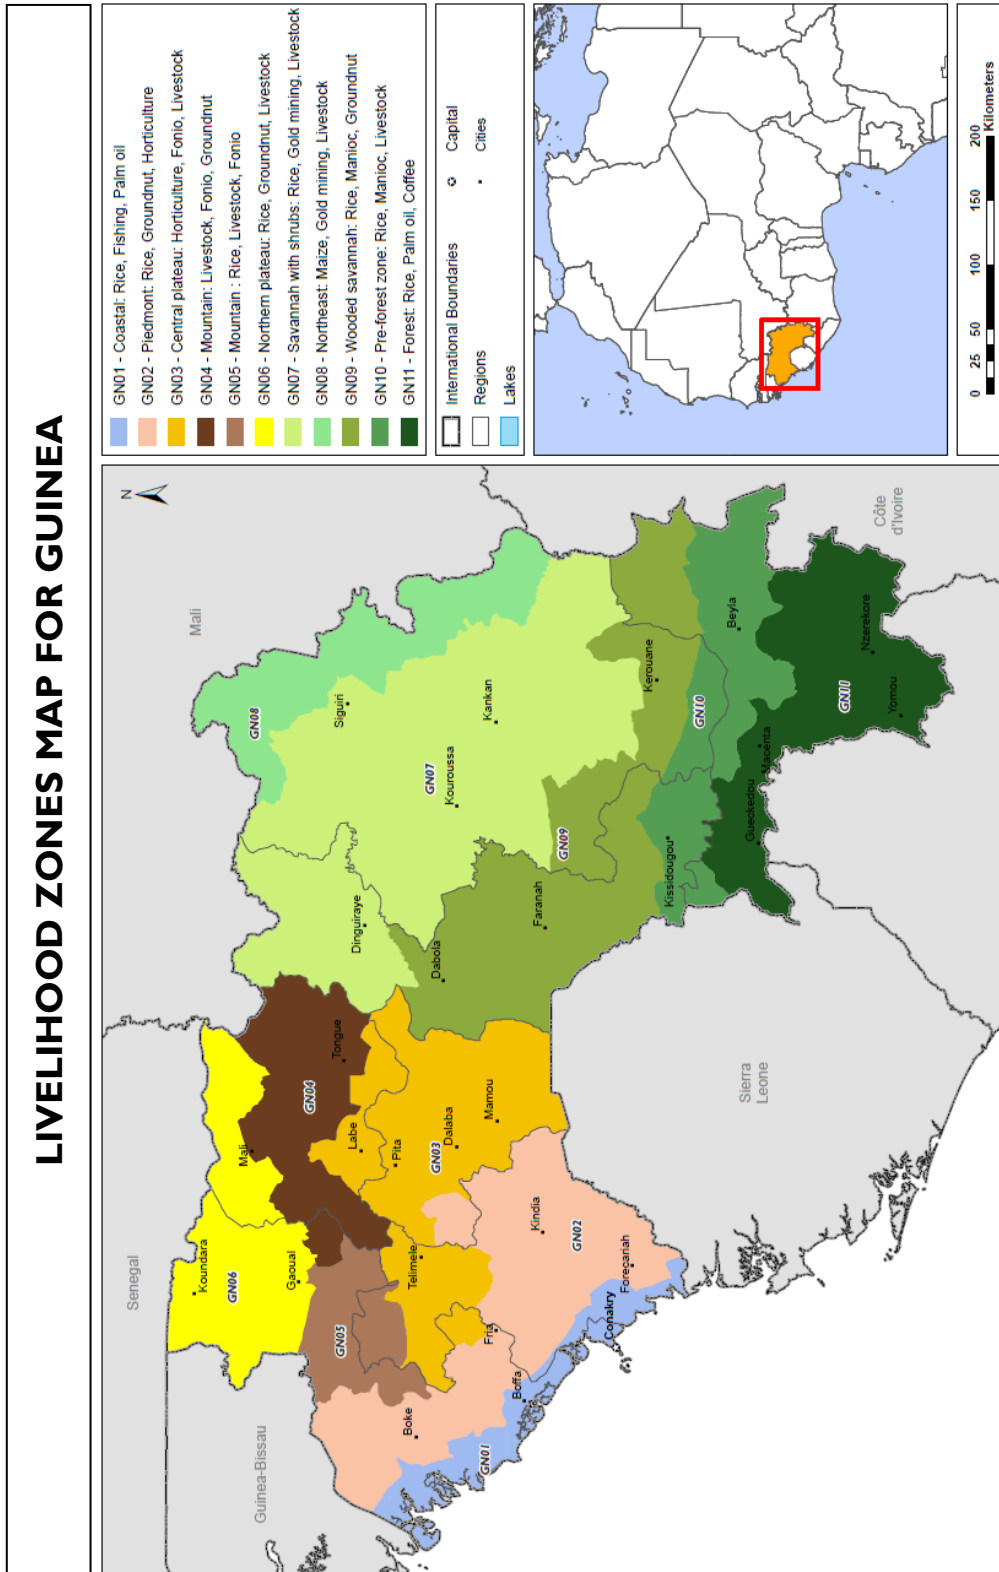 LIVELIHOOD ZONES MAP FOR GUINEA
N
Senegal
Mali
Guinea-Bissau
Sierra
Leone
Côte
d'Ivoire
Koundara
GN06
Gaoual
Mali
GN04
Tongue
Labe
Pita
GN03
Dalaba
Mamou
GN05
Telimele
Boke
Fria
Boffa
GN01
Kindia
GN02
Forecariah
Conakry
Dinguiraye
Dabola
Faranah
GN08
Siguiri
GN07
Kouroussa
Kankan
GN09
Kerouane
Kissidougou
GN10
Beyla
Gueckedou
Macenta
GN11
Nzerekore
Yomou
GN01 - Coastal: Rice, Fishing, Palm oil
GN02 - Piedmont: Rice, Groundnut, Horticulture
GN03 - Central plateau: Horticulture, Fonio, Livestock
GN04 - Mountain: Livestock, Fonio, Groundnut
GN05 - Mountain : Rice, Livestock, Fonio
GN06 - Northern plateau: Rice, Groundnut, Livestock
GN07 - Savannah with shrubs: Rice, Gold mining, Livestock
GN08 - Northeast: Maize, Gold mining, Livestock
GN09 - Wooded savannah: Rice, Manioc, Groundnut
GN10 - Pre-forest zone: Rice, Manioc, Livestock
GN11 - Forest: Rice, Palm oil, Coffee
International Boundaries
Capital
Regions
Cities
Lakes
0 25 50 100 150 200
Kilometers